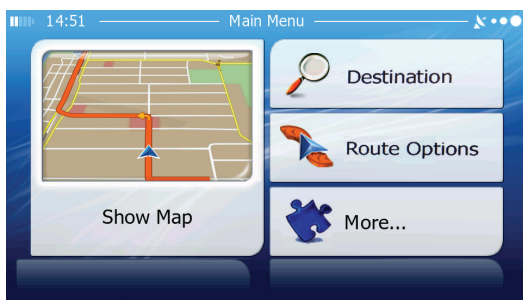 14:51
Main Menu
Destination
Route Options
Show Map
More...